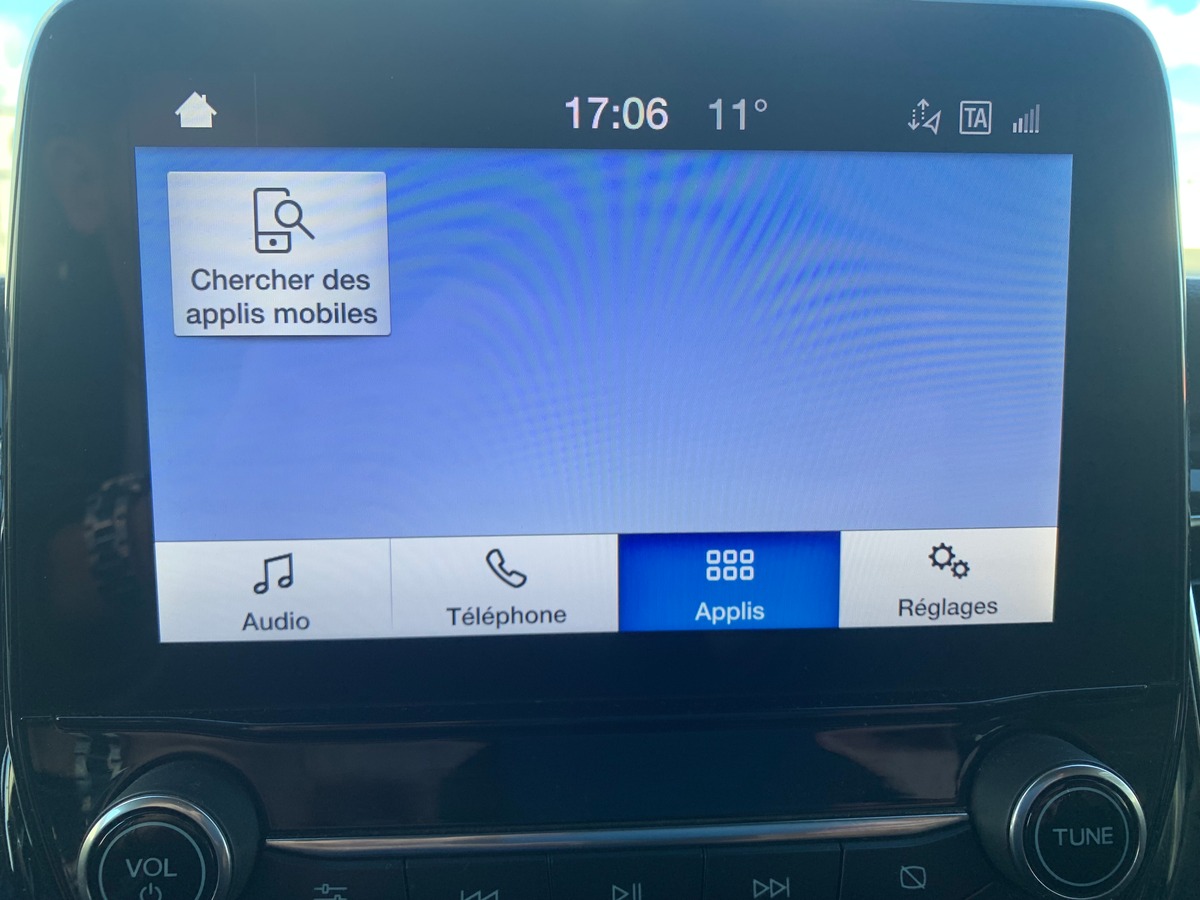 17:06 11° TA
Chercher des
applis mobiles
Audio
Téléphone
Applis
Réglages
VOL
TUNE